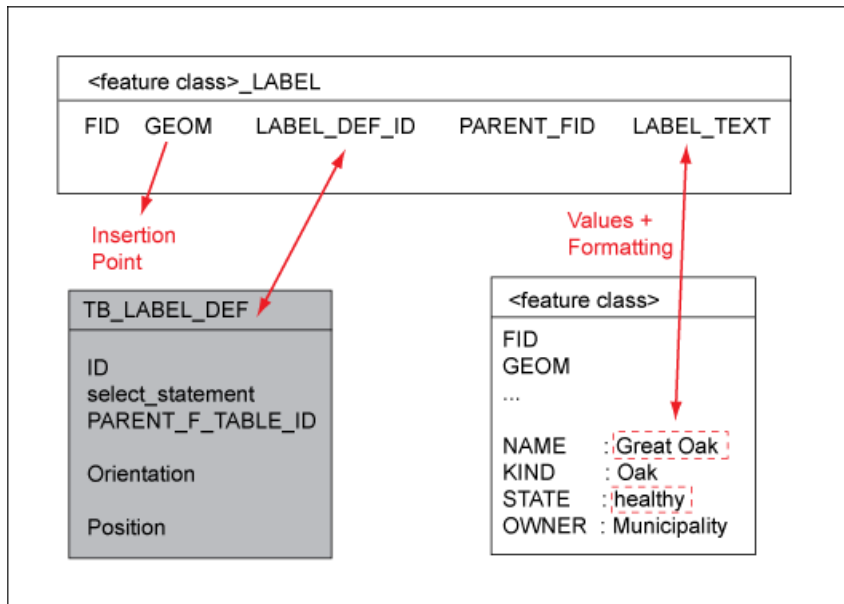 <feature class>_LABEL
FID GEOM LABEL_DEF_ID PARENT_FID LABEL_TEXT
Insertion
Point
Values +
Formatting
TB_LABEL_DEF
ID
select_statement
PARENT_F_TABLE_ID
Orientation
Position
<feature class>
FID
GEOM
...
NAME : Great Oak
KIND : Oak
STATE : healthy
OWNER : Municipality